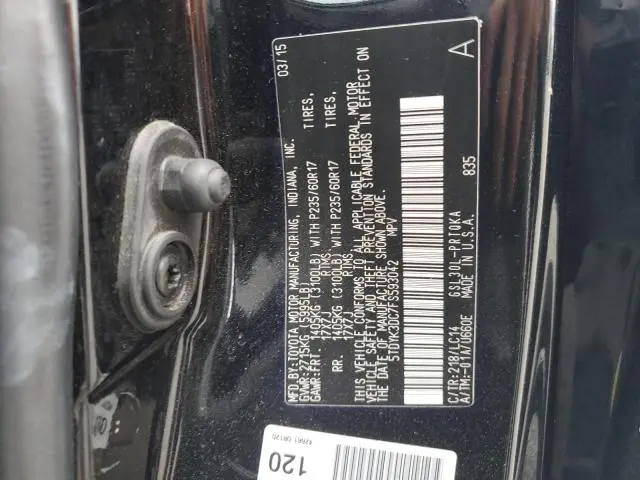 MFD.BY:TOYOTA MOTOR MANUFACTURING, INDIANA, INC. 03/15
GVWR:2715KG(5995LB)
GAWR:FRT. 1405KG (3100LB) WITH P235/60R17 TIRES,
17X7J RIMS
RR. 1405KG (3100LB) WITH P235/60R17 TIRES,
17X7J RIMS
THIS VEHICLE CONFORMS TO ALL APPLICABLE FEDERAL MOTOR
VEHICLE SAFETY AND THEFT PREVENTION STANDARDS IN EFFECT ON
THE DATE OF MANUFACTURE SHOWN ABOVE.
5TDYK3DC7FS593042 MPV
C/TR:218/LC14 GSL30L-PRTQKA A
A/TM:-01A/U660E MADE IN U.S.A. 835
42661 08120
120